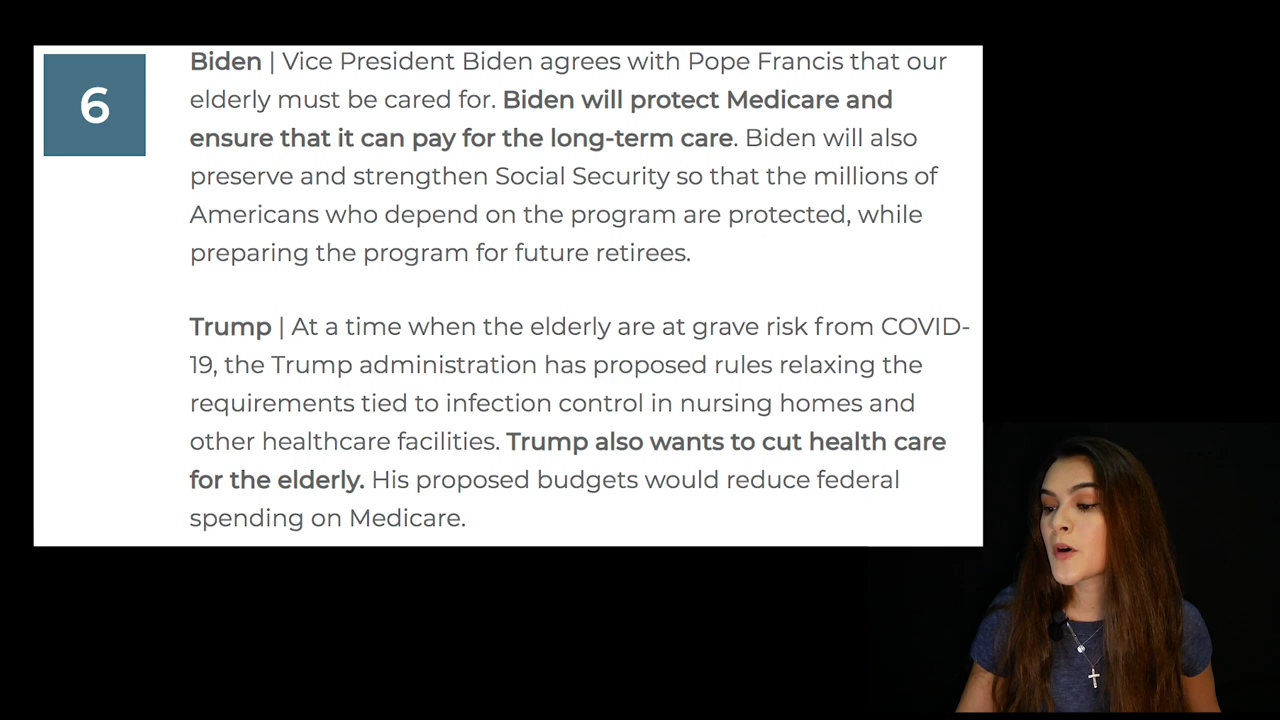 6
Biden | Vice President Biden agrees with Pope Francis that our
elderly must be cared for. Biden will protect Medicare and
ensure that it can pay for the long-term care. Biden will also
preserve and strengthen Social Security so that the millions of
Americans who depend on the program are protected, while
preparing the program for future retirees.
Trump | At a time when the elderly are at grave risk from COVID-
19, the Trump administration has proposed rules relaxing the
requirements tied to infection control in nursing homes and
other healthcare facilities. Trump also wants to cut health care
for the elderly. His proposed budgets would reduce federal
spending on Medicare.